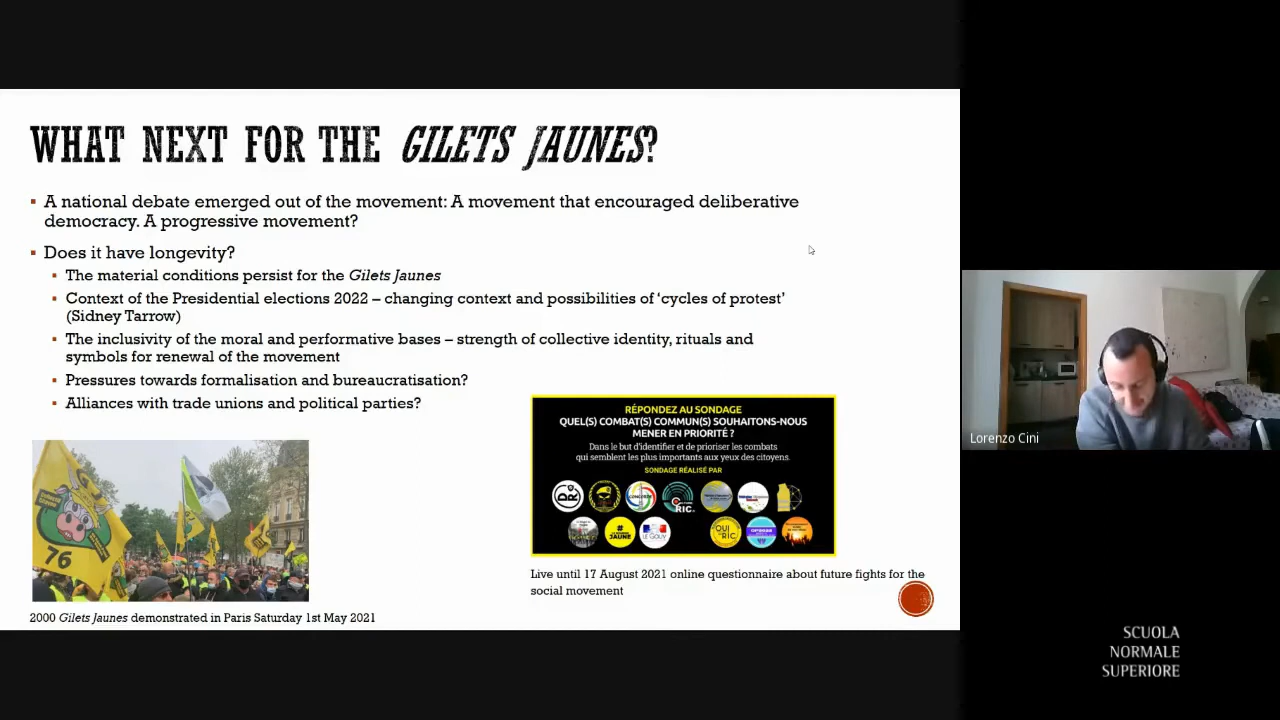 WHAT NEXT FOR THE GILETS JAUNES?
A national debate emerged out of the movement: A movement that encouraged deliberative
democracy. A progressive movement?
Does it have longevity?
The material conditions persist for the Gilets Jaunes
Context of the Presidential elections 2022 – changing context and possibilities of ‘cycles of protest’
(Sidney Tarrow)
The inclusivity of the moral and performative bases – strength of collective identity, rituals and
symbols for renewal of the movement
Pressures towards formalisation and bureaucratisation?
Alliances with trade unions and political parties?
76
2000 Gilets Jaunes demonstrated in Paris Saturday 1st May 2021
RÉPONDEZ AU SONDAGE
QUEL(S) COMBAT(S) COMMUN(S) SOUHAITONS-NOUS
MENER EN PRIORITÉ ?
Dans le but d'identifier et de prioriser les combats
qui semblent les plus importants aux yeux des citoyens.
SONDAGE RÉALISÉ PAR
RIC
OUI
RIC
Live until 17 August 2021 online questionnaire about future fights for the
social movement
Lorenzo Cini
SCUOLA
NORMALE
SUPERIORE